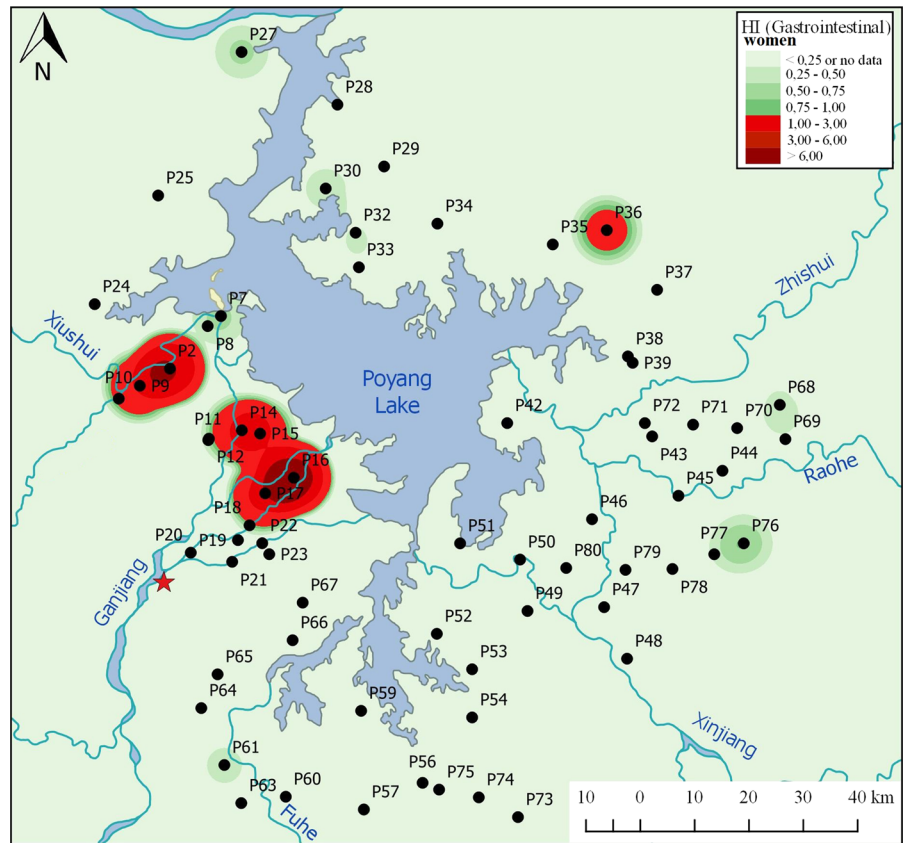 P27
HI (Gastrointestinal)
women
< 0,25 or no data
0,25 - 0,50
0,50 - 0,75
0,75 - 1,00
1,00 - 3,00
3,00 - 6,00
> 6,00
N
P28
P29
P25
P30
P32
P34
P35
P36
P33
P37
Zhishui
P24
P7
Xiushui
P8
P38
P2
P39
P10
P9
Poyang
Lake
P68
P14
P11
P42
P72
P71
P70
P15
P69
P12
P43
P44
P16
Raohe
P45
P17
P18
P46
P22
P51
P77
P76
P20
P19
P50
P23
P80
P79
P21
P78
Ganjiang
P67
P49
P47
P66
P52
P48
P65
P53
P64
P59
P54
Xinjiang
P61
P56
P75
P74
P63
P60
P57
P73
Fuhe
10 0 10 20 30 40 km